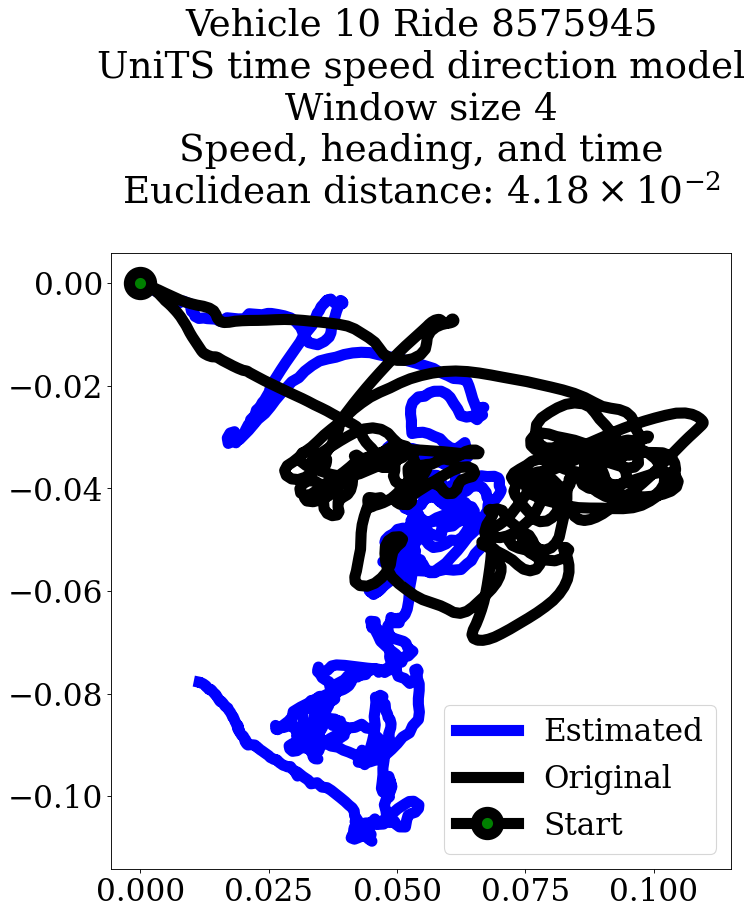 Vehicle 10 Ride 8575945
UniTS time speed direction model
Window size 4
Speed, heading, and time
Euclidean distance: 4.18 × 10⁻²
0.00
−0.02
−0.04
−0.06
−0.08
−0.10
Estimated
Original
Start
0.000 0.025 0.050 0.075 0.100